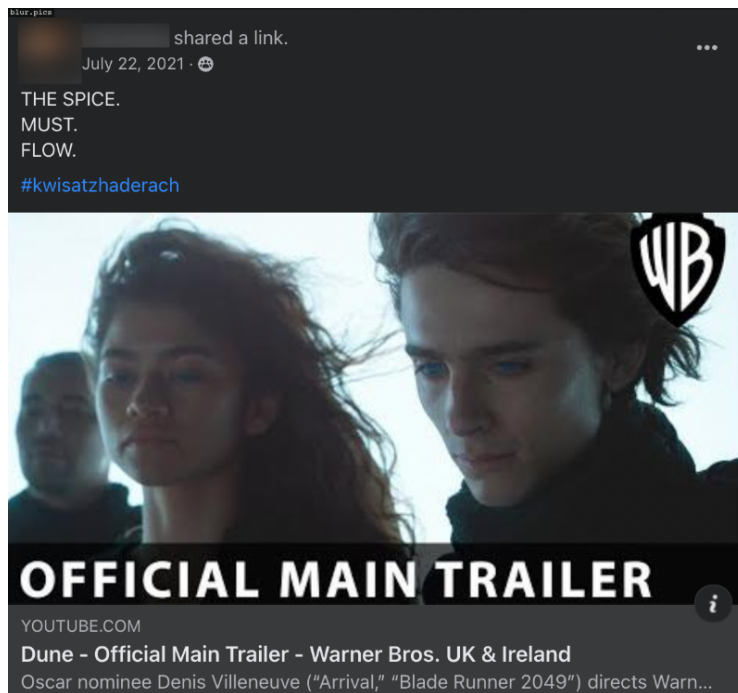 blur.pics
shared a link.
July 22, 2021 ·
THE SPICE.
MUST.
FLOW.
#kwisatzhaderach
WB
OFFICIAL MAIN TRAILER
i
YOUTUBE.COM
Dune - Official Main Trailer - Warner Bros. UK & Ireland
Oscar nominee Denis Villeneuve (“Arrival,” “Blade Runner 2049”) directs Warn...